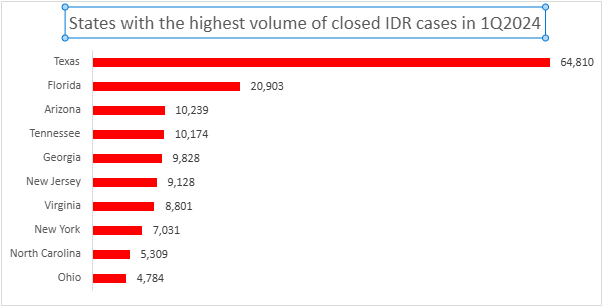 States with the highest volume of closed IDR cases in 1Q2024
Texas 64,810
Florida 20,903
Arizona 10,239
Tennessee 10,174
Georgia 9,828
New Jersey 9,128
Virginia 8,801
New York 7,031
North Carolina 5,309
Ohio 4,784